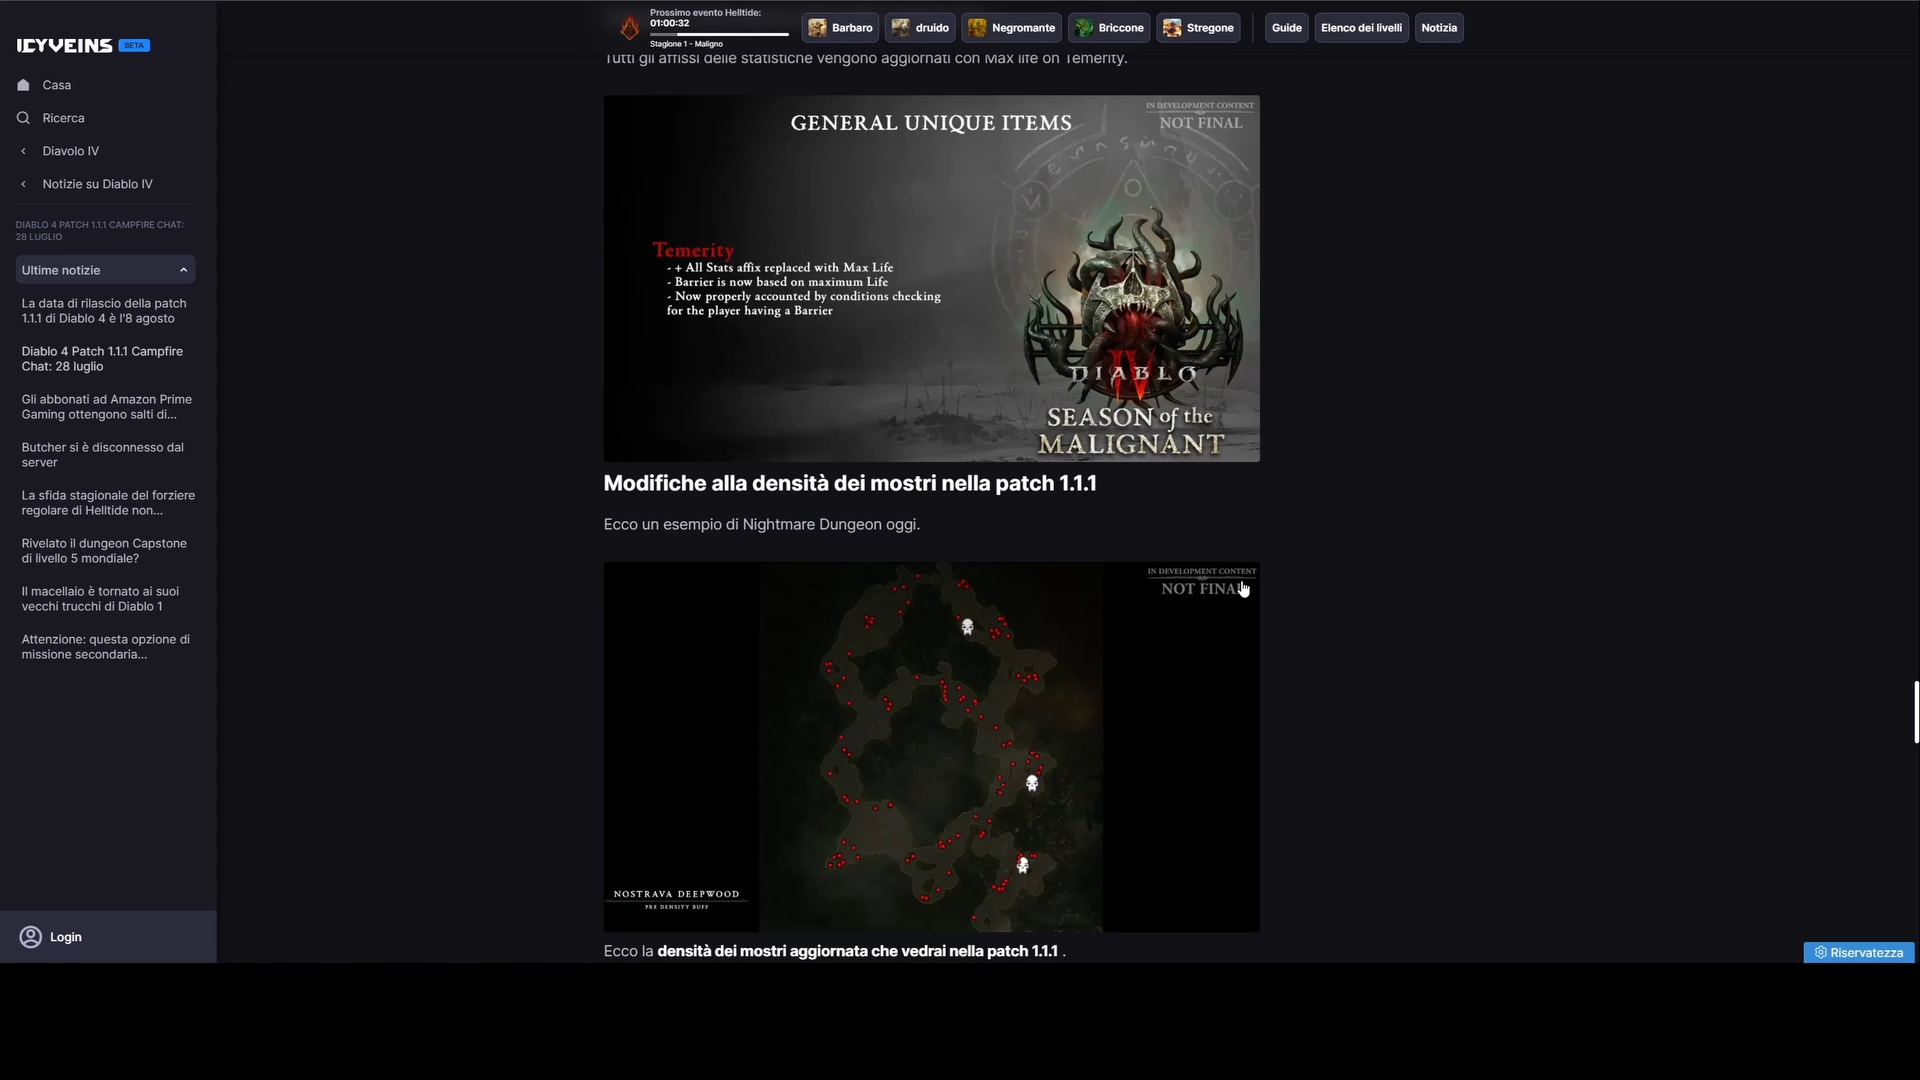 ICYVEINS BETA
Casa
Ricerca
Diavolo IV
Notizie su Diablo IV
DIABLO 4 PATCH 1.1.1 CAMPFIRE CHAT:
28 LUGLIO
Ultime notizie
La data di rilascio della patch
1.1.1 di Diablo 4 è l'8 agosto
Diablo 4 Patch 1.1.1 Campfire
Chat: 28 luglio
Gli abbonati ad Amazon Prime
Gaming ottengono salti di...
Butcher si è disconnesso dal
server
La sfida stagionale del forziere
regolare di Helltide non...
Rivelato il dungeon Capstone
di livello 5 mondiale?
Il macellaio è tornato ai suoi
vecchi trucchi di Diablo 1
Attenzione: questa opzione di
missione secondaria...
Login
Prossimo evento Helltide:
01:00:32
Stagione 1 - Maligno
Barbaro
druido
Negromante
Briccone
Stregone
Guide
Elenco dei livelli
Notizia
Tutti gli affissi delle statistiche vengono aggiornati con Max life on Temerity.
GENERAL UNIQUE ITEMS
IN DEVELOPMENT CONTENT
NOT FINAL
Temerity
- + All Stats affix replaced with Max Life
- Barrier is now based on maximum Life
- Now properly accounted by conditions checking
for the player having a Barrier
IV
DIABLO
SEASON of the
MALIGNANT
Modifiche alla densità dei mostri nella patch 1.1.1
Ecco un esempio di Nightmare Dungeon oggi.
IN DEVELOPMENT CONTENT
NOT FINAL
NOSTRAVA DEEPWOOD
PRE DENSITY BUFF
Ecco la densità dei mostri aggiornata che vedrai nella patch 1.1.1 .
Riservatezza